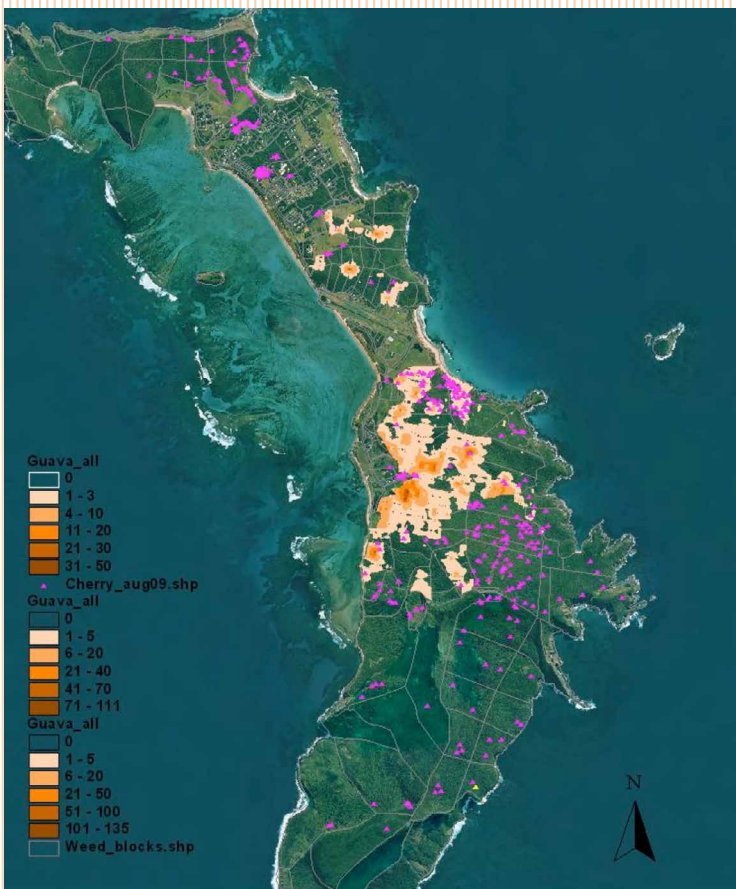 Guava_all
0
1 - 3
4 - 10
11 - 20
21 - 30
31 - 50
Cherry_aug09.shp
Guava_all
0
1 - 5
6 - 20
21 - 40
41 - 70
71 - 111
Guava_all
0
1 - 5
6 - 20
21 - 50
51 - 100
101 - 135
Weed_blocks.shp
N